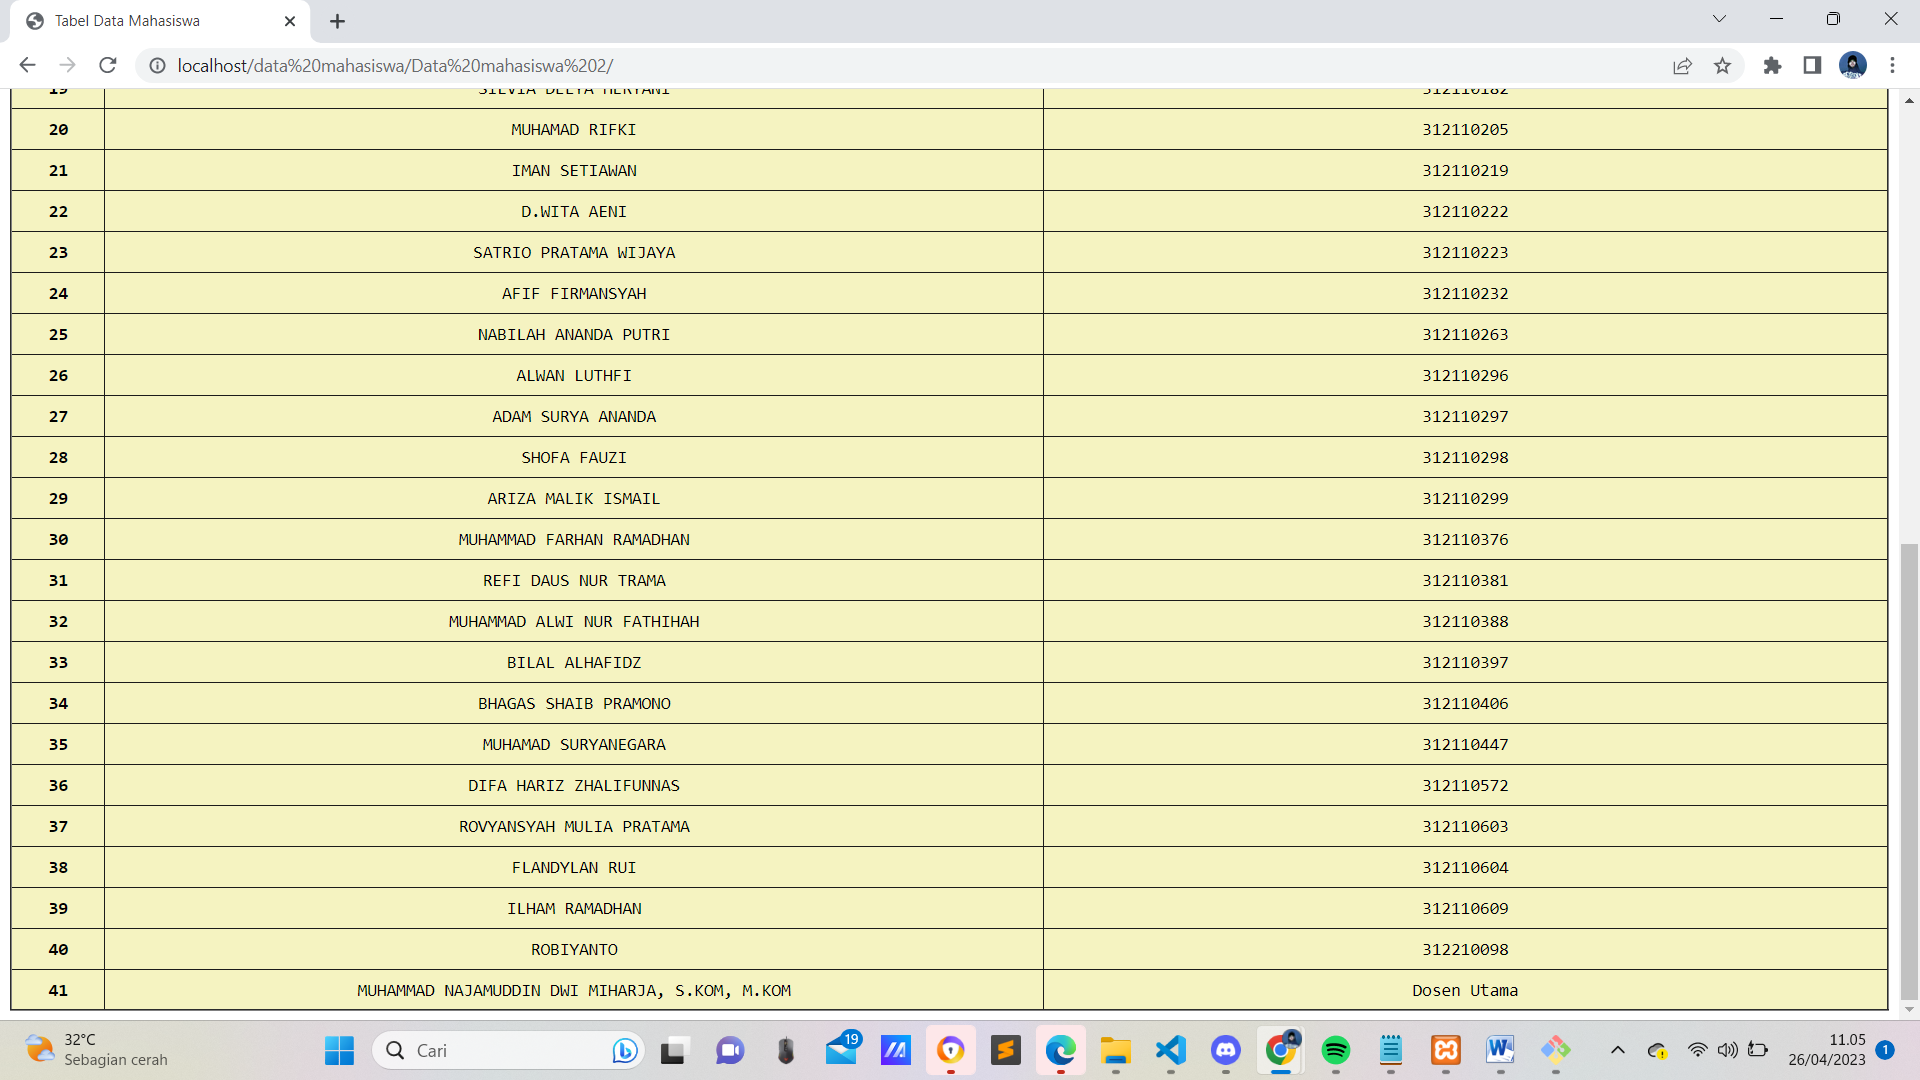 Tabel Data Mahasiswa
localhost/data%20mahasiswa/Data%20mahasiswa%202/
19 SILVIA DELYA HERYANI 312110182
20 MUHAMAD RIFKI 312110205
21 IMAN SETIAWAN 312110219
22 D.WITA AENI 312110222
23 SATRIO PRATAMA WIJAYA 312110223
24 AFIF FIRMANSYAH 312110232
25 NABILAH ANANDA PUTRI 312110263
26 ALWAN LUTHFI 312110296
27 ADAM SURYA ANANDA 312110297
28 SHOFA FAUZI 312110298
29 ARIZA MALIK ISMAIL 312110299
30 MUHAMMAD FARHAN RAMADHAN 312110376
31 REFI DAUS NUR TRAMA 312110381
32 MUHAMMAD ALWI NUR FATHIHAH 312110388
33 BILAL ALHAFIDZ 312110397
34 BHAGAS SHAIB PRAMONO 312110406
35 MUHAMAD SURYANEGARA 312110447
36 DIFA HARIZ ZHALIFUNNAS 312110572
37 ROVYANSYAH MULIA PRATAMA 312110603
38 FLANDYLAN RUI 312110604
39 ILHAM RAMADHAN 312110609
40 ROBIYANTO 312210098
41 MUHAMMAD NAJAMUDDIN DWI MIHARJA, S.KOM, M.KOM Dosen Utama
32°C
Sebagian cerah
Cari
19
11.05
26/04/2023
1